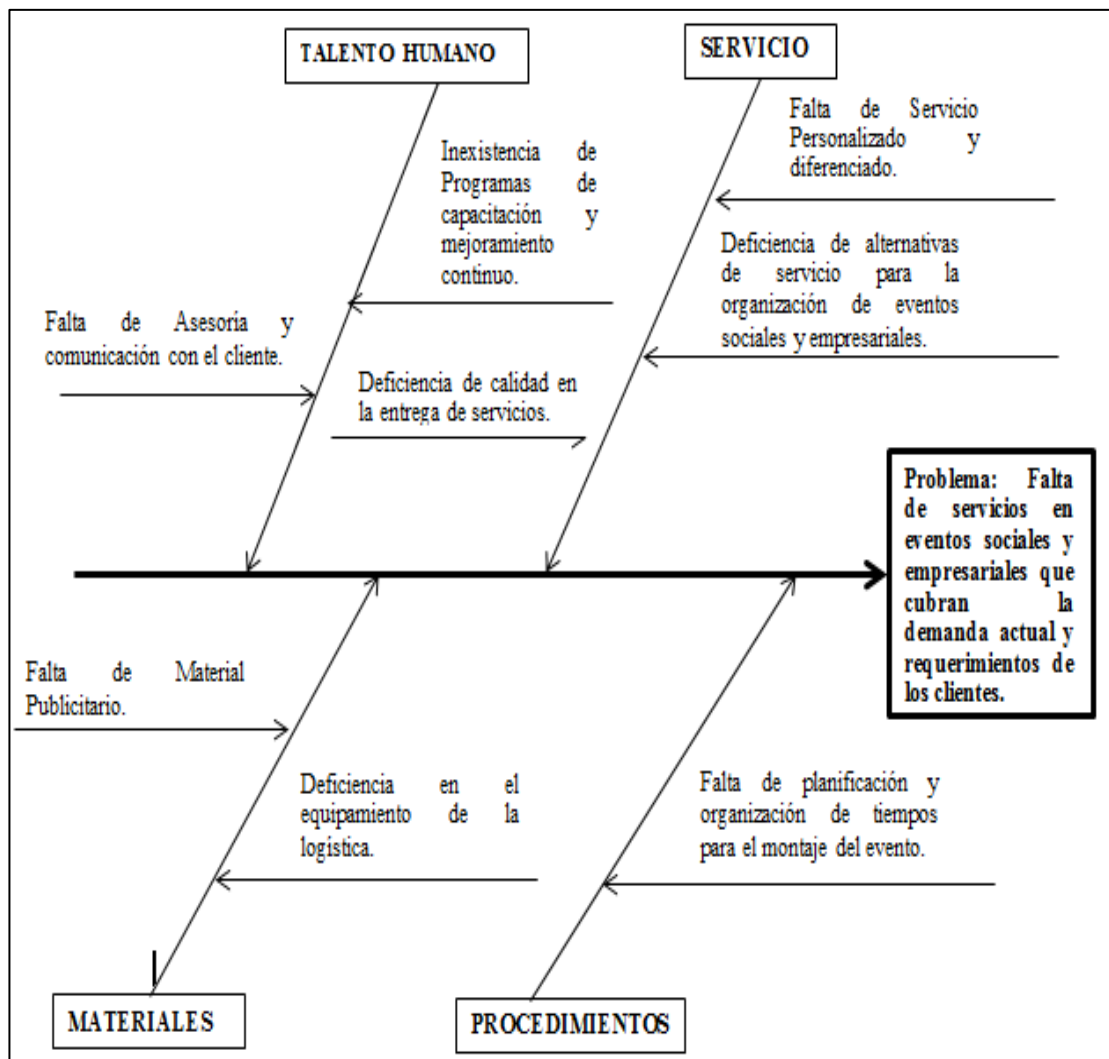 TALENTO HUMANO
SERVICIO
Falta de Servicio
Personalizado y
diferenciado.
Inexistencia de
Programas de
capacitación y
mejoramiento
continuo.
Deficiencia de alternativas
de servicio para la
organización de eventos
sociales y empresariales.
Falta de Asesoria y
comunicación con el cliente.
Deficiencia de calidad en
la entrega de servicios.
Problema: Falta
de servicios en
eventos sociales y
empresariales que
cubran la
demanda actual y
requerimientos de
los clientes.
Falta de Material
Publicitario.
Deficiencia en el
equipamiento de la
logística.
Falta de planificación y
organización de tiempos
para el montaje del evento.
MATERIALES
PROCEDIMIENTOS